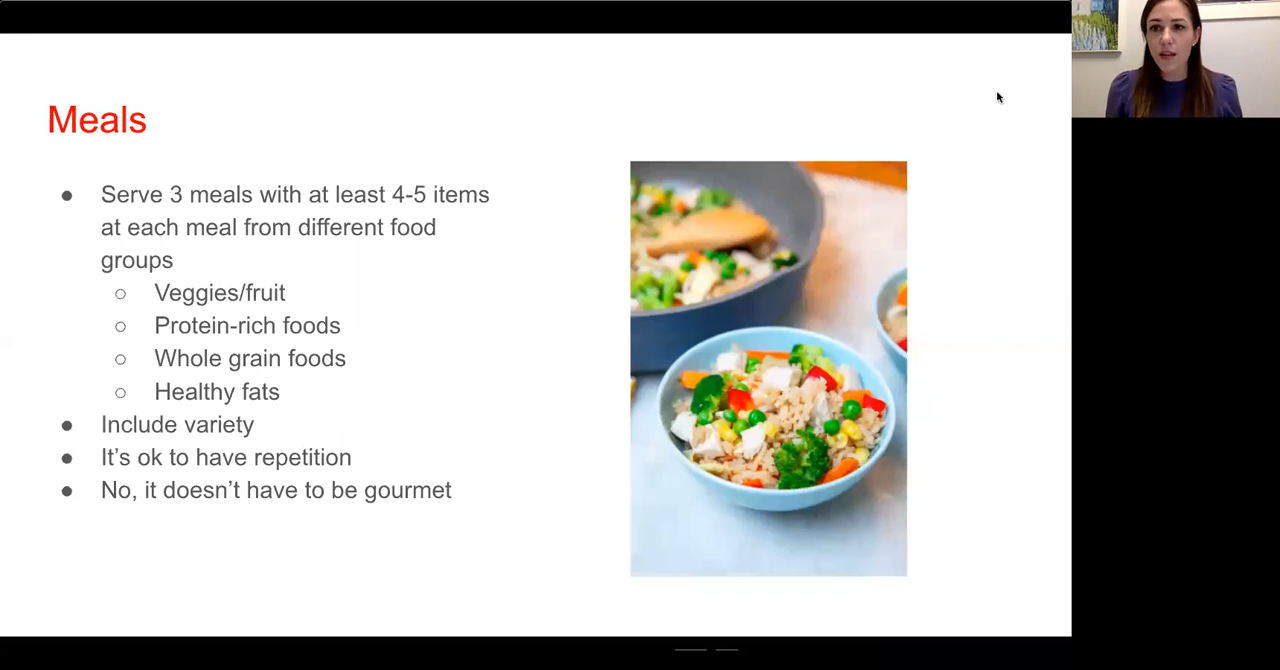 Meals
● Serve 3 meals with at least 4-5 items
at each meal from different food
groups
○ Veggies/fruit
○ Protein-rich foods
○ Whole grain foods
○ Healthy fats
● Include variety
● It’s ok to have repetition
● No, it doesn’t have to be gourmet